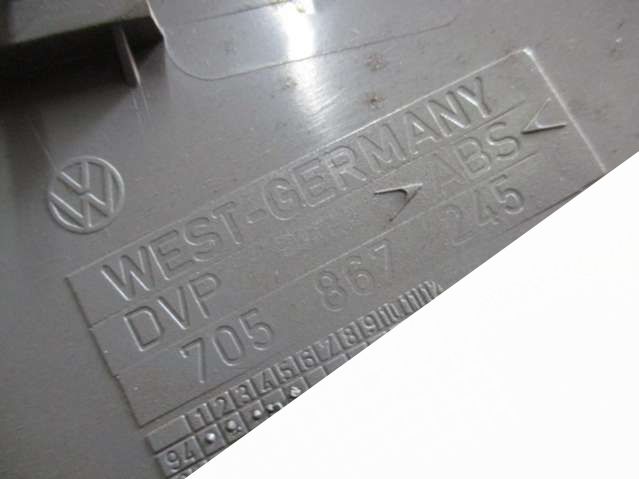 WEST-GERMANY
DVP >ABS<
705 867 245
1 2 3 4 5 6 7 8 9 10 11 12
94